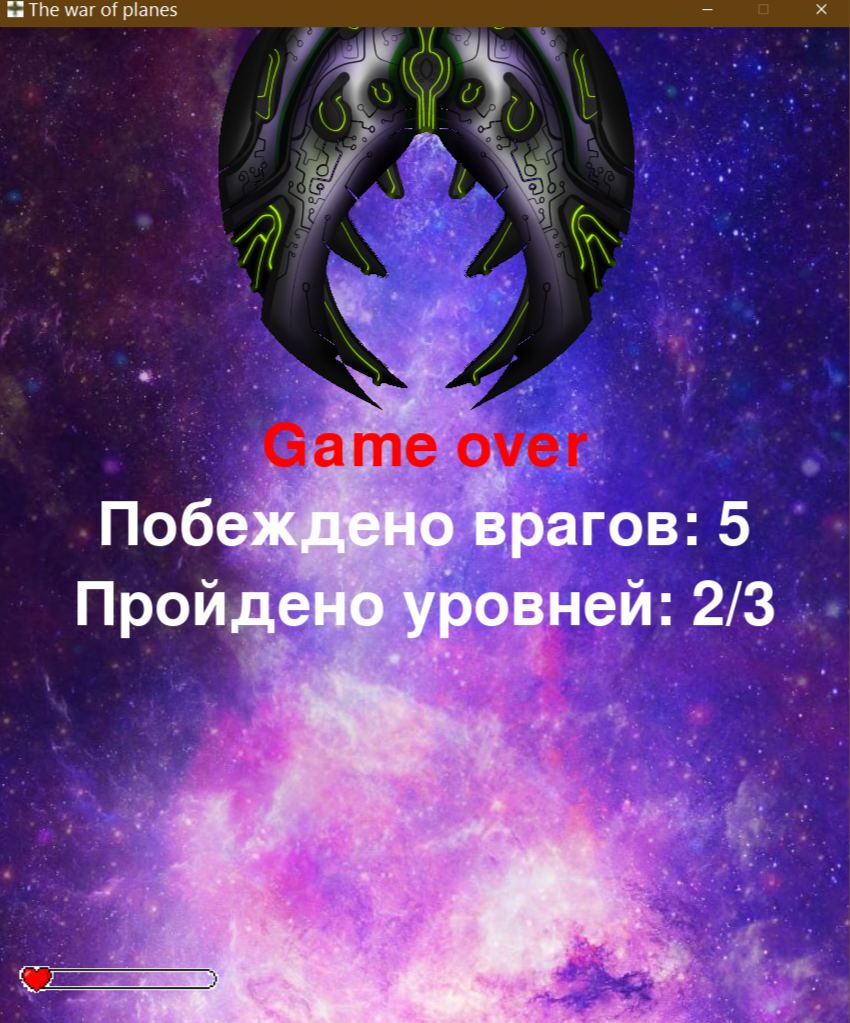 The war of planes
Game over
Побеждено врагов: 5
Пройдено уровней: 2/3